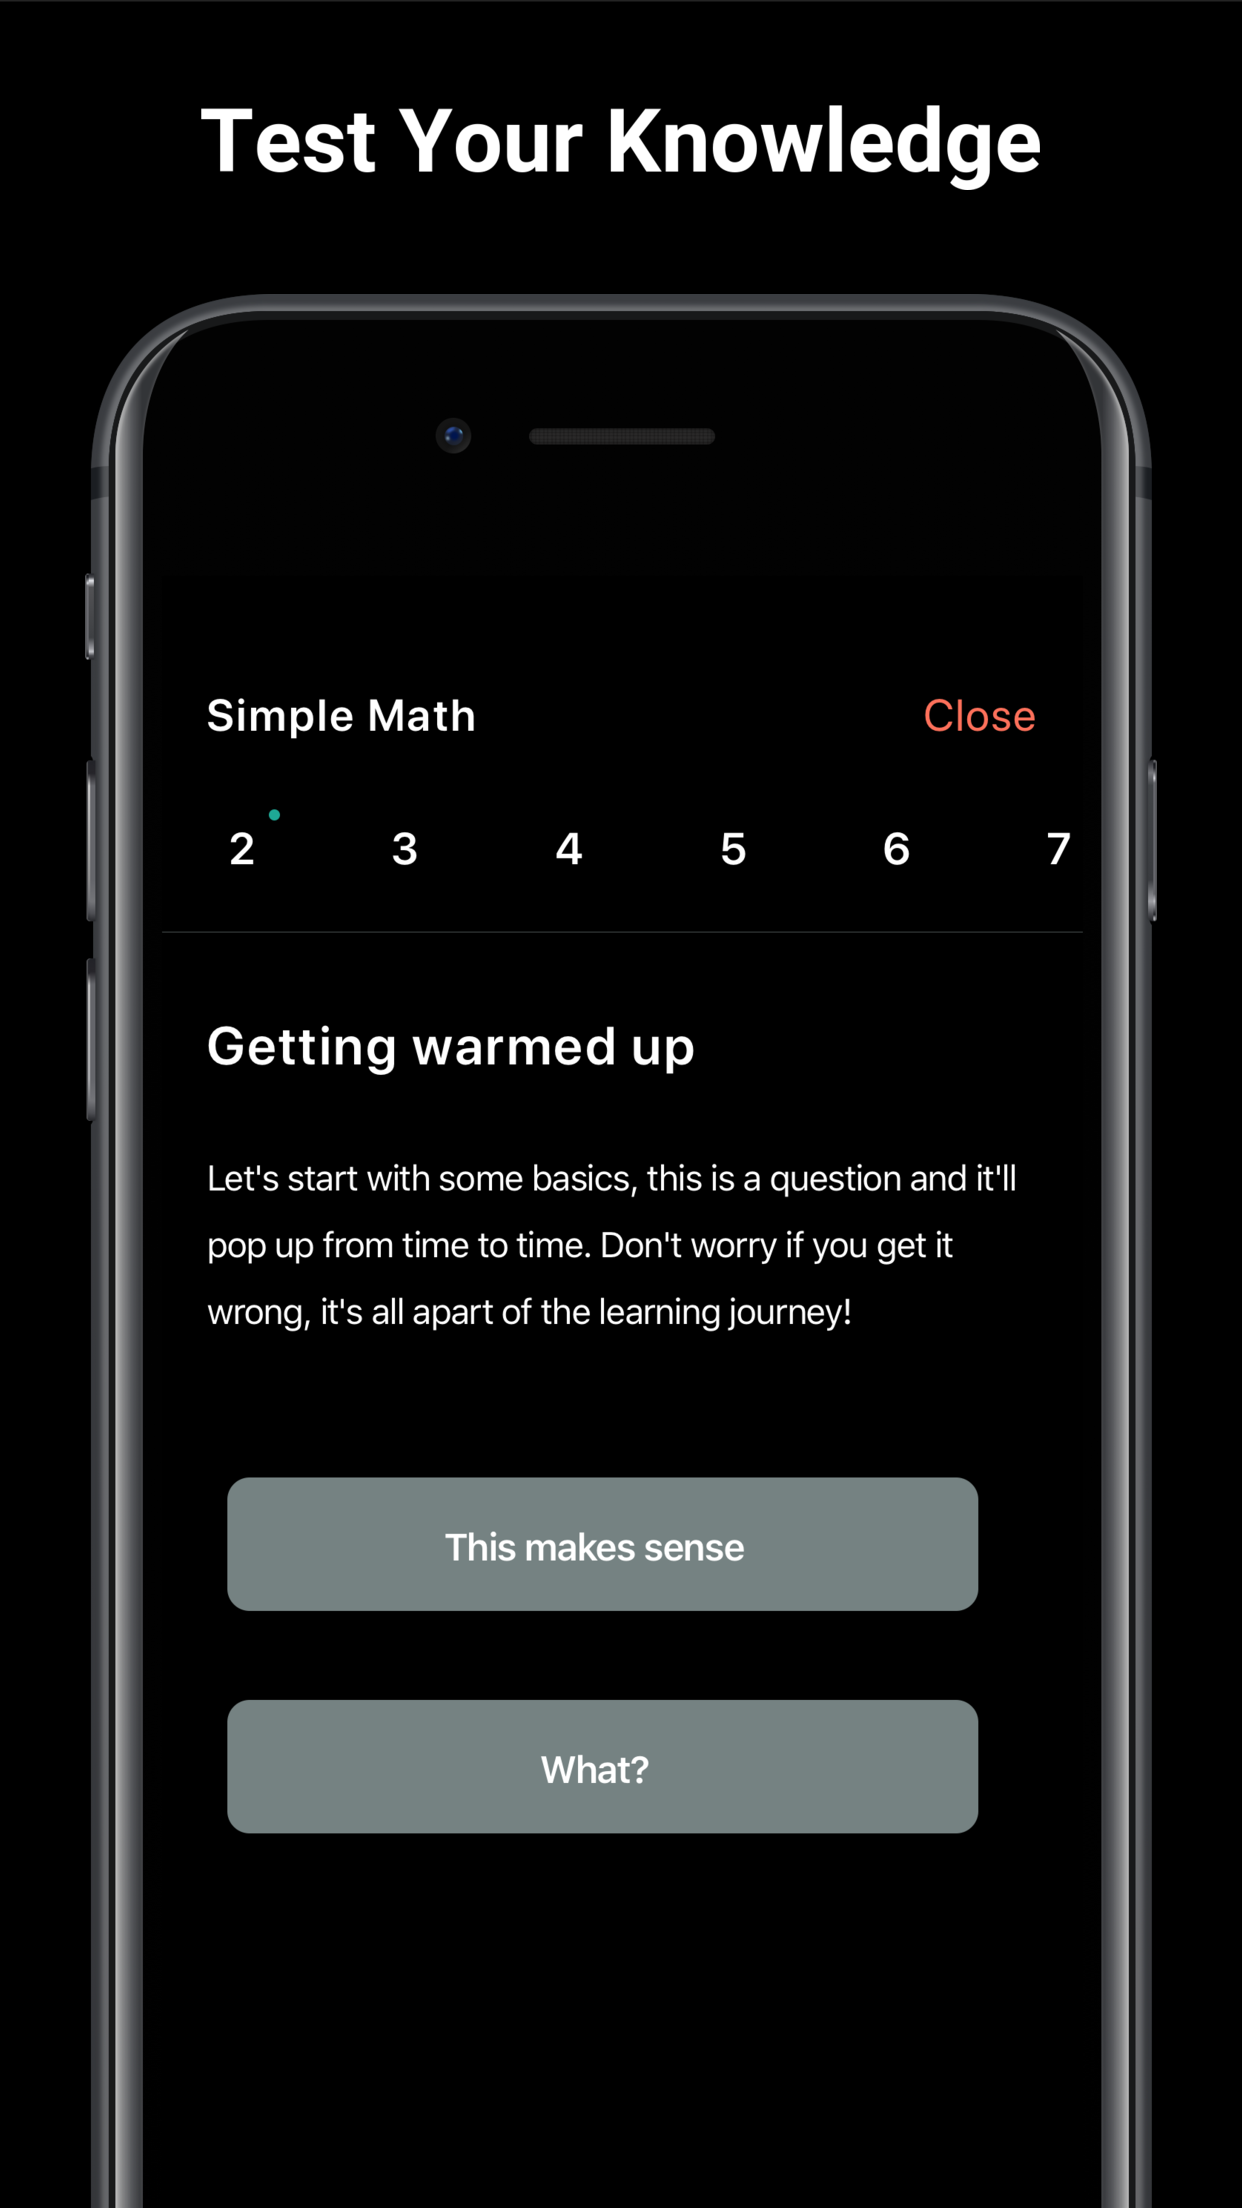 Test Your Knowledge
Simple Math
Close
2 3 4 5 6 7
Getting warmed up
Let's start with some basics, this is a question and it'll
pop up from time to time. Don't worry if you get it
wrong, it's all apart of the learning journey!
This makes sense
What?